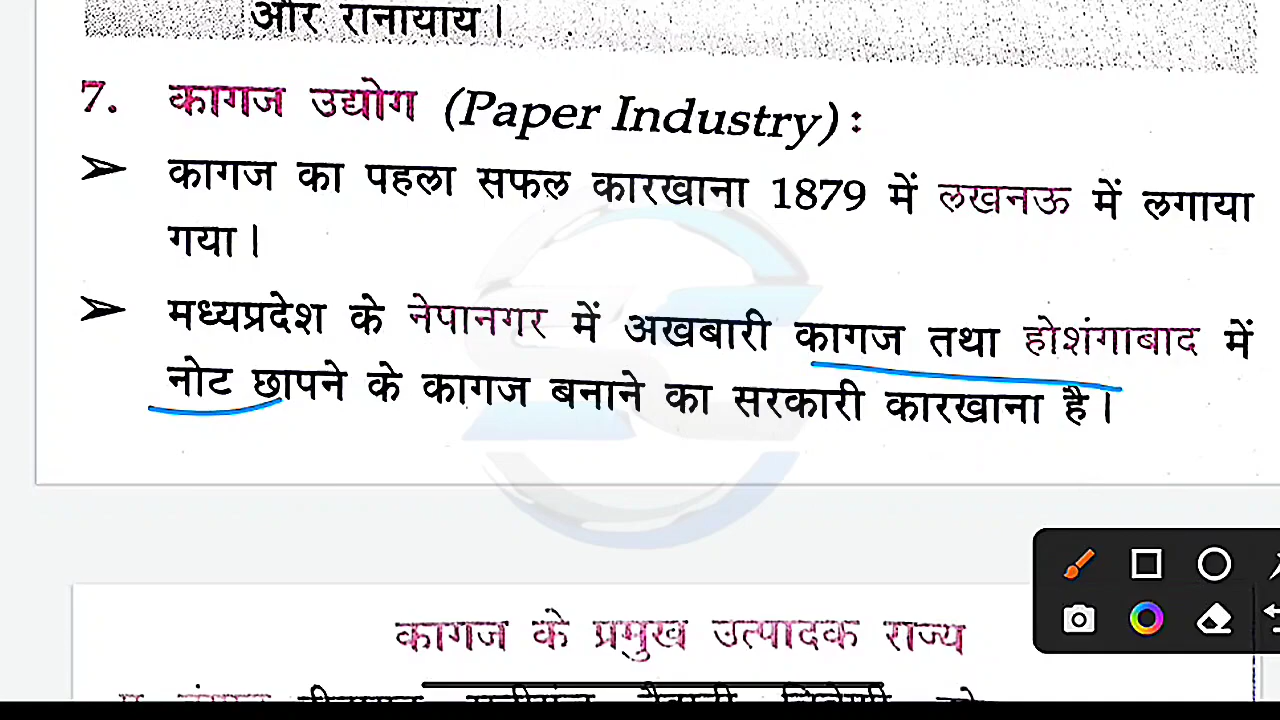 और रानायाय।
7. कागज उद्योग (Paper Industry) :
➢ कागज का पहला सफल कारखाना 1879 में लखनऊ में लगाया
गया।
➢ मध्यप्रदेश के नेपानगर में अखबारी कागज तथा होशंगाबाद में
नोट छापने के कागज बनाने का सरकारी कारखाना है।
कागज के प्रमुख उत्पादक राज्य